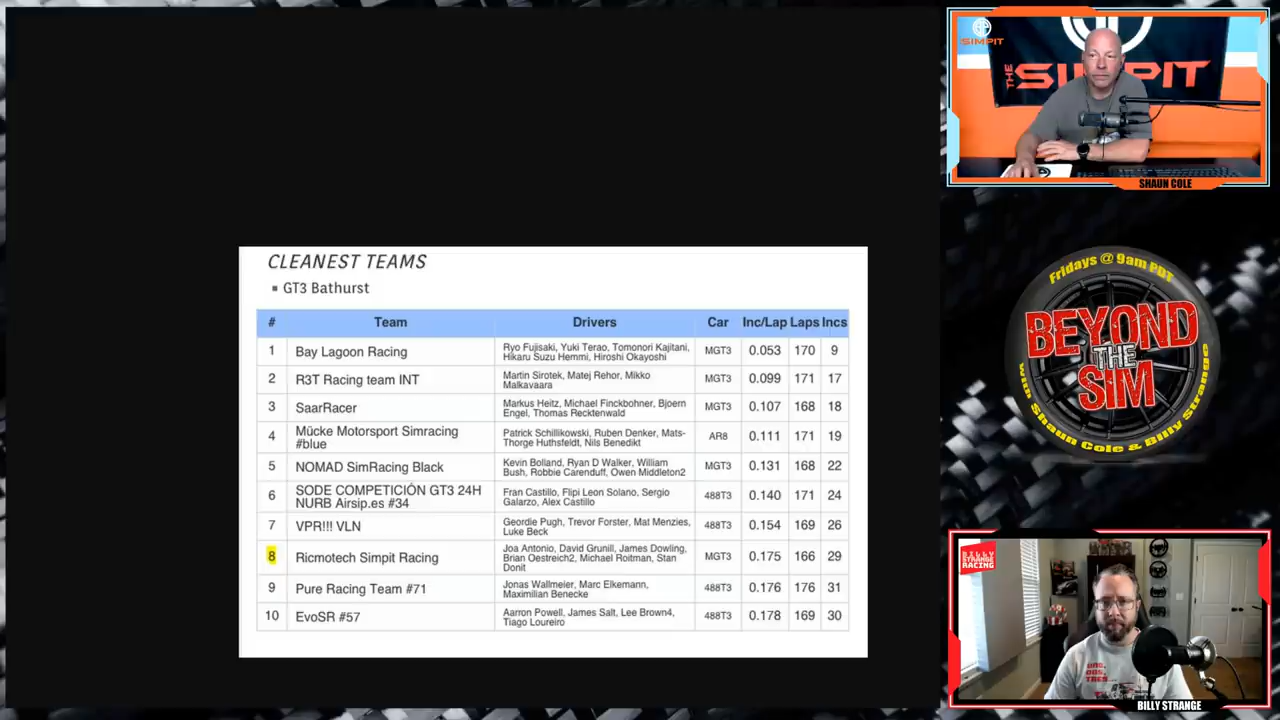 CLEANEST TEAMS
▪ GT3 Bathurst
# Team Drivers Car Inc/Lap Laps Incs
1 Bay Lagoon Racing Ryo Fujisaki, Yuki Terao, Tomonori Kajitani, MGT3 0.053 170 9
Hikaru Suzu Hemmi, Hiroshi Okayoshi
2 R3T Racing team INT Martin Sirotek, Matej Rehor, Mikko MGT3 0.099 171 17
Malkavaara
3 SaarRacer Markus Heitz, Michael Finckbohner, Bjoern MGT3 0.107 168 18
Engel, Thomas Recktenwald
4 Mücke Motorsport Simracing Patrick Schillikowski, Ruben Denker, Mats- AR8 0.111 171 19
#blue Thorge Huthsfeldt, Nils Benedikt
5 NOMAD SimRacing Black Kevin Bolland, Ryan D Walker, William MGT3 0.131 168 22
Bush, Robbie Carenduff, Owen Middleton2
6 SODE COMPETICIÓN GT3 24H Fran Castillo, Flipi Leon Solano, Sergio 488T3 0.140 171 24
NURB Airsip.es #34 Galarzo, Alex Castillo
7 VPR!!! VLN Geordie Pugh, Trevor Forster, Mat Menzies, 488T3 0.154 169 26
Luke Beck
8 Ricmotech Simpit Racing Joa Antonio, David Grunill, James Dowling, MGT3 0.175 166 29
Brian Oestreich2, Michael Roitman, Stan
Donit
9 Pure Racing Team #71 Jonas Wallmeier, Marc Elkemann, 488T3 0.176 176 31
Maximilian Benecke
10 EvoSR #57 Aarron Powell, James Salt, Lee Brown4, 488T3 0.178 169 30
Tiago Loureiro
SIMPIT
THE SIMPIT
SHAUN COLE
Fridays @ 9am PDT
BEYOND
THE
SIM
With Shaun Cole & Billy Strange
BILLY STRANGE
RACING
UNO,
DOS,
TRES...
BILLY STRANGE